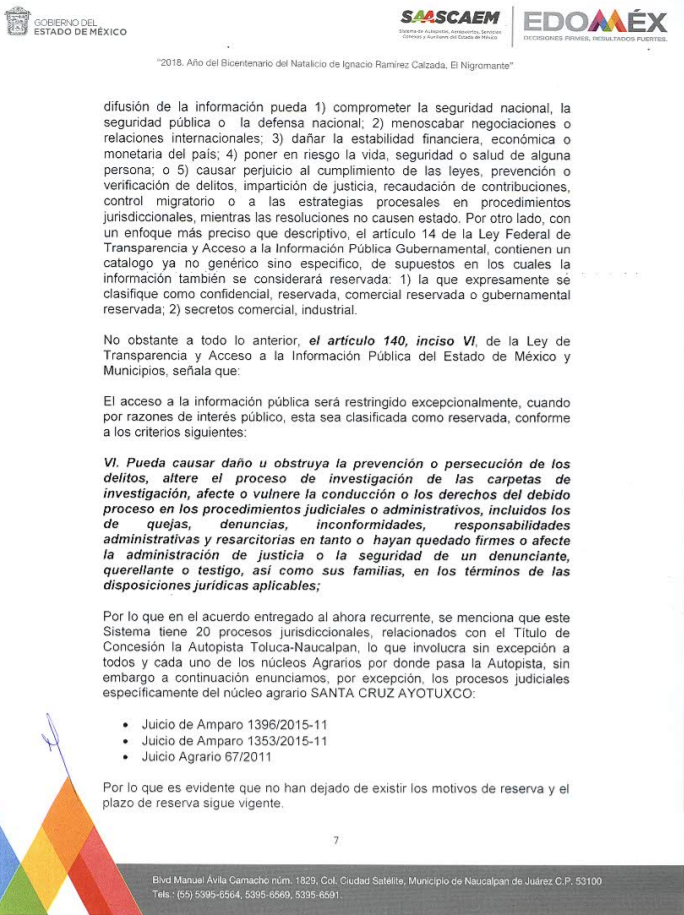 GOBIERNO DEL
ESTADO DE MÉXICO
SAASCAEM
Sistema de Autopistas, Aeropuertos, Servicios
Conexos y Auxiliares del Estado de México
EDOMÉX
DECISIONES FIRMES, RESULTADOS FUERTES.
"2018. Año del Bicentenario del Natalicio de Ignacio Ramírez Calzada, El Nigromante"
difusión de la información pueda 1) comprometer la seguridad nacional, la
seguridad pública o la defensa nacional; 2) menoscabar negociaciones o
relaciones internacionales; 3) dañar la estabilidad financiera, económica o
monetaria del país; 4) poner en riesgo la vida, seguridad o salud de alguna
persona; o 5) causar perjuicio al cumplimiento de las leyes, prevención o
verificación de delitos, impartición de justicia, recaudación de contribuciones,
control migratorio o a las estrategias procesales en procedimientos
jurisdiccionales, mientras las resoluciones no causen estado. Por otro lado, con
un enfoque más preciso que descriptivo, el artículo 14 de la Ley Federal de
Transparencia y Acceso a la Información Pública Gubernamental, contienen un
catalogo ya no genérico sino especifico, de supuestos en los cuales la
información también se considerará reservada: 1) la que expresamente se
clasifique como confidencial, reservada, comercial reservada o gubernamental
reservada; 2) secretos comercial, industrial.
No obstante a todo lo anterior, el artículo 140, inciso VI, de la Ley de
Transparencia y Acceso a la Información Pública del Estado de México y
Municipios, señala que:
El acceso a la información pública será restringido excepcionalmente, cuando
por razones de interés público, esta sea clasificada como reservada, conforme
a los criterios siguientes:
VI. Pueda causar daño u obstruya la prevención o persecución de los
delitos, altere el proceso de investigación de las carpetas de
investigación, afecte o vulnere la conducción o los derechos del debido
proceso en los procedimientos judiciales o administrativos, incluidos los
de quejas, denuncias, inconformidades, responsabilidades
administrativas y resarcitorias en tanto o hayan quedado firmes o afecte
la administración de justicia o la seguridad de un denunciante,
querellante o testigo, así como sus familias, en los términos de las
disposiciones jurídicas aplicables;
Por lo que en el acuerdo entregado al ahora recurrente, se menciona que este
Sistema tiene 20 procesos jurisdiccionales, relacionados con el Título de
Concesión la Autopista Toluca-Naucalpan, lo que involucra sin excepción a
todos y cada uno de los núcleos Agrarios por donde pasa la Autopista, sin
embargo a continuación enunciamos, por excepción, los procesos judiciales
específicamente del núcleo agrario SANTA CRUZ AYOTUXCO:
• Juicio de Amparo 1396/2015-11
• Juicio de Amparo 1353/2015-11
• Juicio Agrario 67/2011
Por lo que es evidente que no han dejado de existir los motivos de reserva y el
plazo de reserva sigue vigente.
7
Blvd Manuel Ávila Camacho núm. 1829, Col. Ciudad Satélite, Municipio de Naucalpan de Juárez C.P. 53100
Tels.: (55) 5395-6564, 5395-6569, 5395-6591.